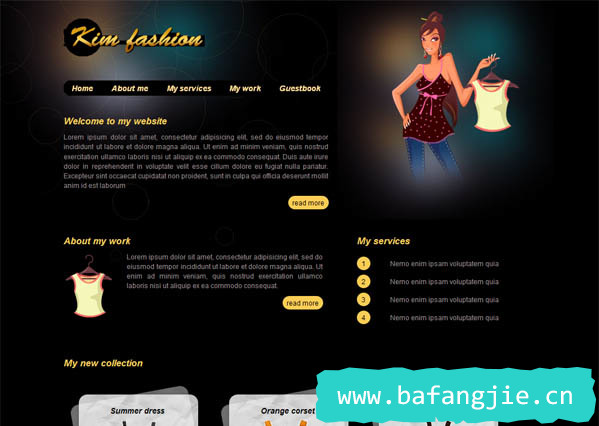 Kim fashion
Home About me My services My work Guestbook
Welcome to my website
Lorem ipsum dolor sit amet, consectetur adipisicing elit, sed do eiusmod tempor
incididunt ut labore et dolore magna aliqua. Ut enim ad minim veniam, quis nostrud
exercitation ullamco laboris nisi ut aliquip ex ea commodo consequat. Duis aute irure
dolor in reprehenderit in voluptate velit esse cillum dolore eu fugiat nulla pariatur.
Excepteur sint occaecat cupidatat non proident, sunt in culpa qui officia deserunt mollit
anim id est laborum
read more
About my work
Lorem ipsum dolor sit amet, consectetur
adipisicing elit, sed do eiusmod tempor
incididunt ut labore et dolore magna aliqua. Ut
enim ad minim veniam, quis nostrud exercitation
ullamco laboris nisi ut aliquip ex ea commodo consequat.
read more
My services
1 Nemo enim ipsam voluptatem quia
2 Nemo enim ipsam voluptatem quia
3 Nemo enim ipsam voluptatem quia
4 Nemo enim ipsam voluptatem quia
My new collection
Summer dress
Orange corset
www.bafangjie.cn